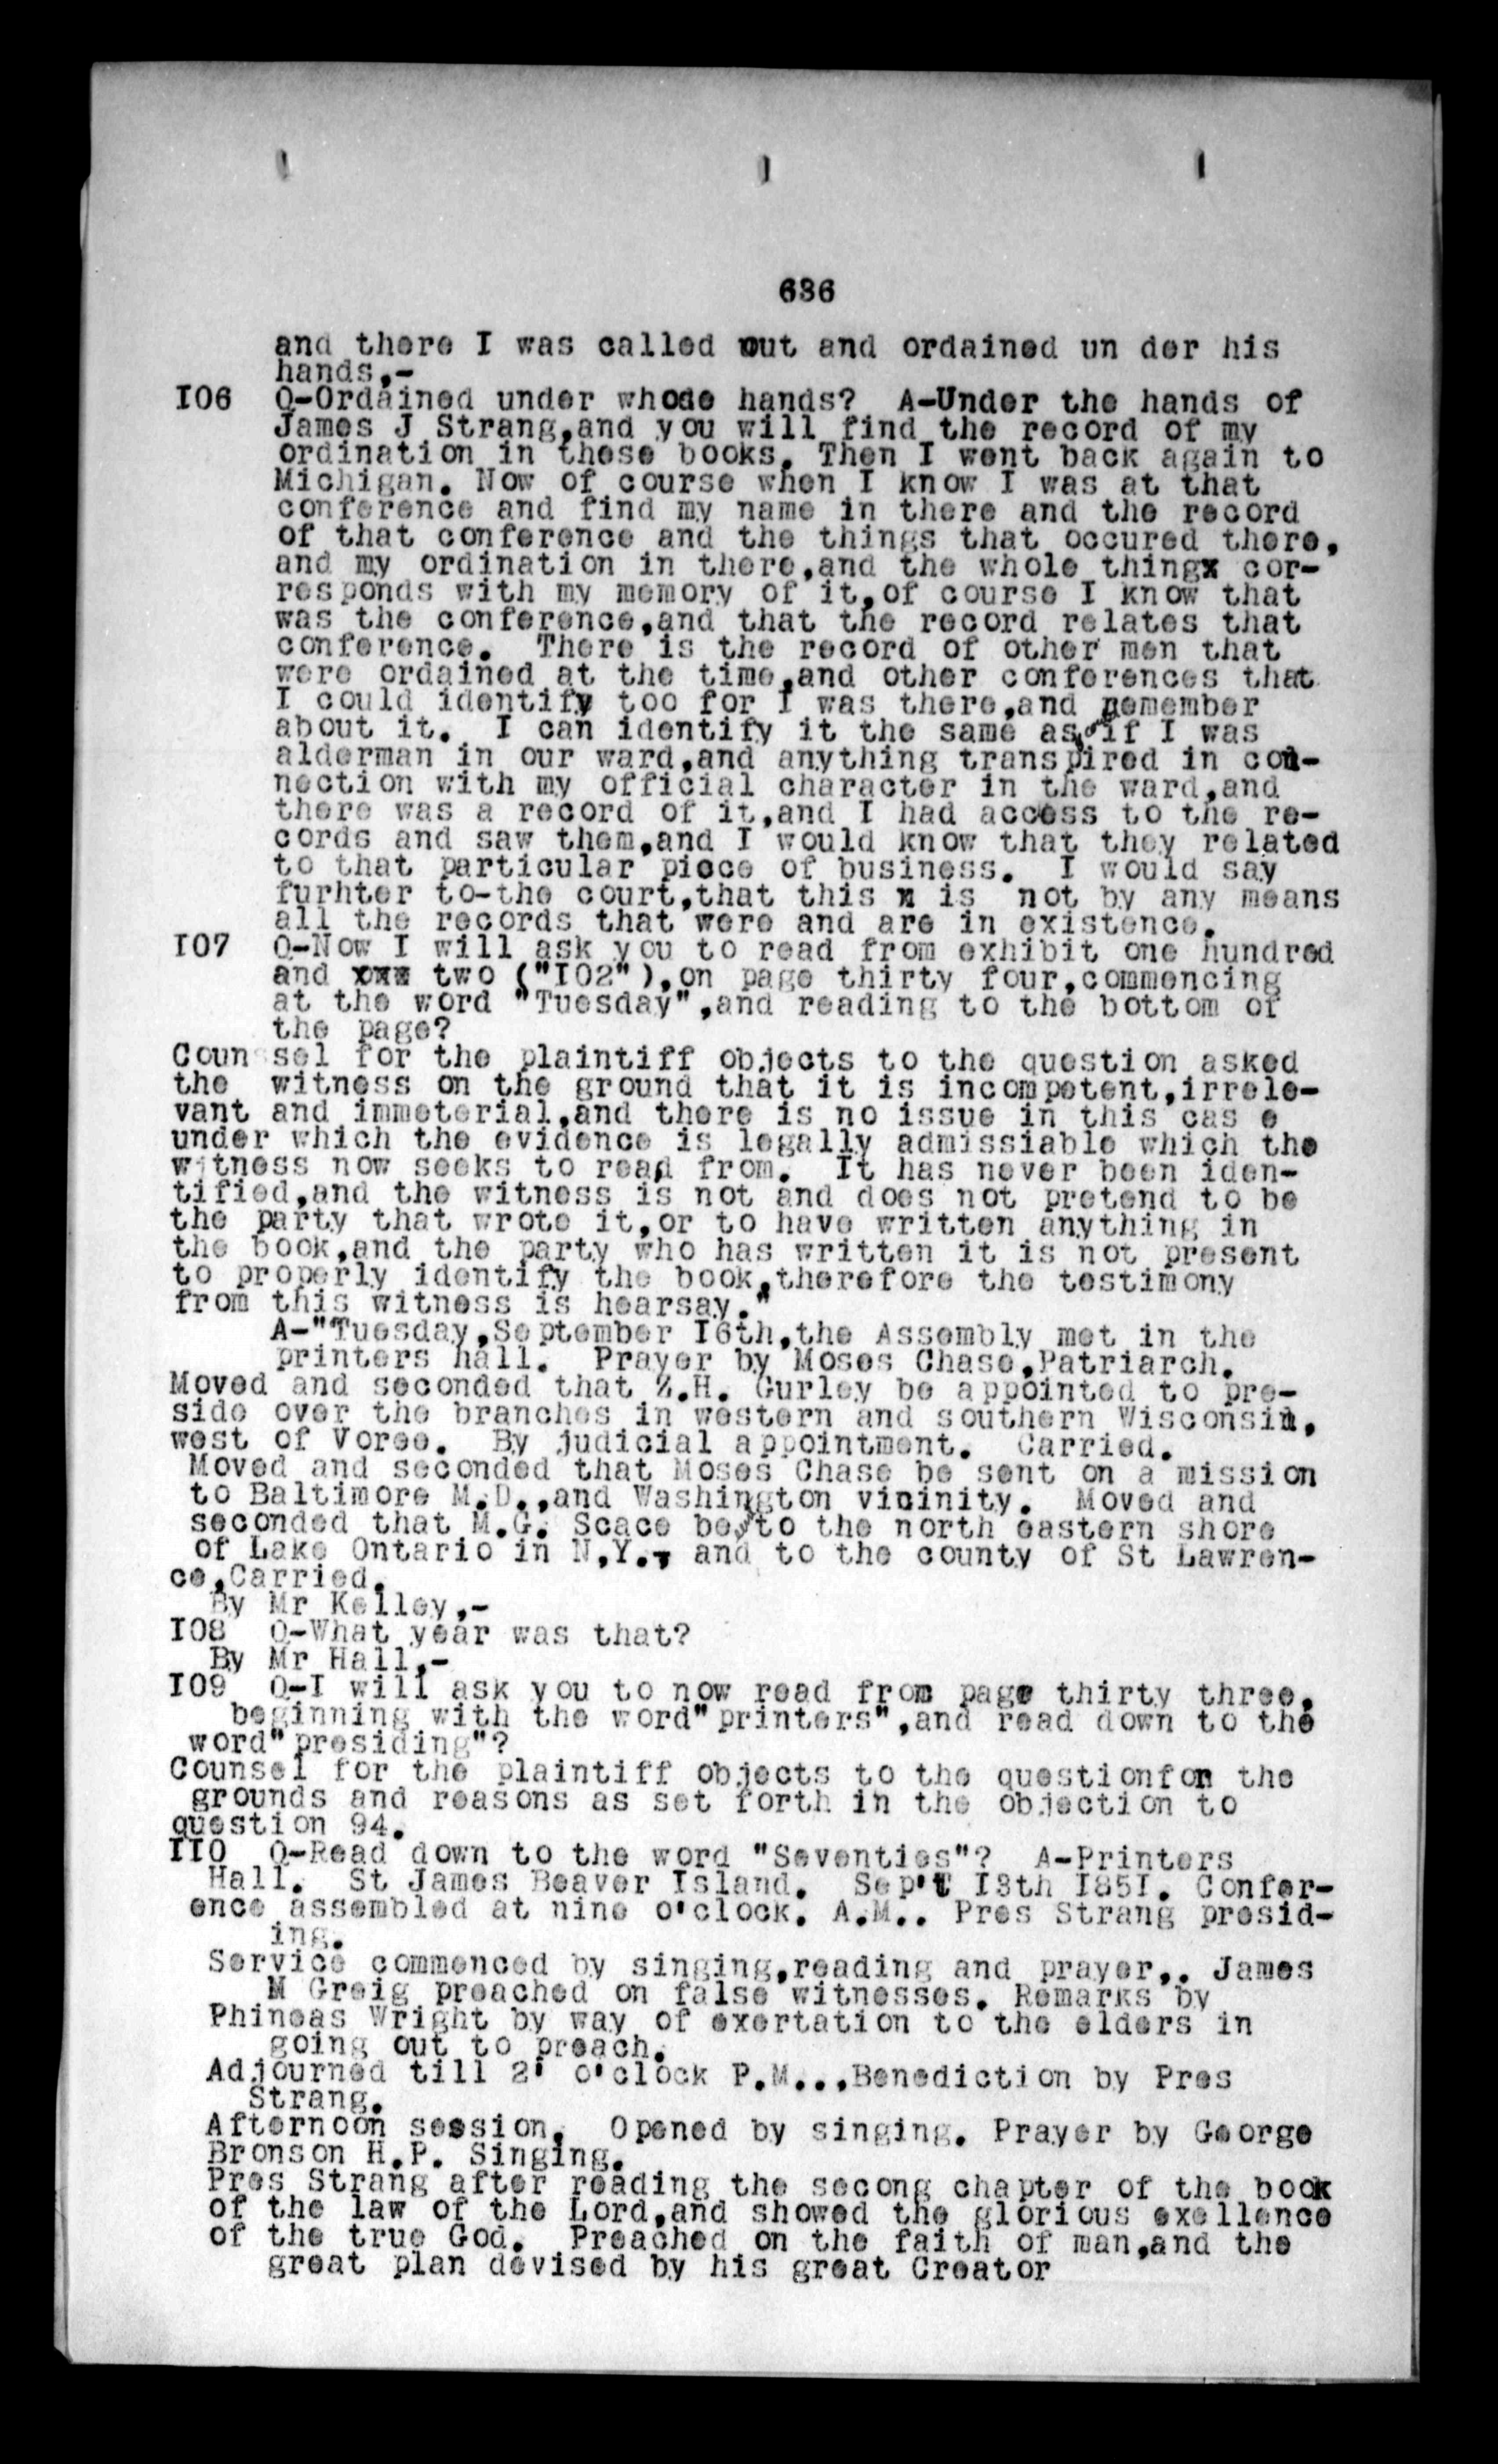 636
and there I was called out and ordained un der his
hands,-
I06 Q-Ordained under whose hands? A-Under the hands of
James J Strang,and you will find the record of my
ordination in these books. Then I went back again to
Michigan. Now of course when I know I was at that
conference and find my name in there and the record
of that conference and the things that occured there,
and my ordination in there,and the whole thingx cor-
responds with my memory of it,of course I know that
was the conference,and that the record relates that
conference. There is the record of other men that
were ordained at the time,and other conferences that
I could identify too for I was there,and remember
about it. I can identify it the same as if I was
alderman in our ward,and anything transpired in con-
nection with my official character in the ward,and
there was a record of it,and I had access to the re-
cords and saw them,and I would know that they related
to that particular piece of business. I would say
furhter to-the court,that this x is not by any means
all the records that were and are in existence.
I07 Q-Now I will ask you to read from exhibit one hundred
and xxx two ("I02"),on page thirty four,commencing
at the word "Tuesday",and reading to the bottom of
the page?
Coun sel for the plaintiff objects to the question asked
the witness on the ground that it is incompetent,irrele-
vant and immeterial,and there is no issue in this cas e
under which the evidence is legally admissiable which the
witness now seeks to read from. It has never been iden-
tified,and the witness is not and does not pretend to be
the party that wrote it,or to have written anything in
the book,and the party who has written it is not present
to properly identify the book,therefore the testimony
from this witness is hearsay."
A-"Tuesday,September I6th,the Assembly met in the
printers hall. Prayer by Moses Chase,Patriarch.
Moved and seconded that Z.H. Gurley be appointed to pre-
side over the branches in western and southern Wisconsin,
west of Voree. By judicial appointment. Carried.
Moved and seconded that Moses Chase be sent on a mission
to Baltimore M.D.,and Washington vicinity. Moved and
seconded that M.G. Scace be to the north eastern shore
of Lake Ontario in N.Y., and to the county of St Lawren-
ce,Carried.
By Mr Kelley,-
I08 Q-What year was that?
By Mr Hall,-
I09 Q-I will ask you to now read from page thirty three,
beginning with the word"printers",and read down to the
word"presiding"?
Counsel for the plaintiff objects to the questionfon the
grounds and reasons as set forth in the objection to
question 94.
II0 Q-Read down to the word "Seventies"? A-Printers
Hall. St James Beaver Island. Sep't I3th I85I. Confer-
ence assembled at nine o'clock. A.M.. Pres Strang presid-
ing.
Service commenced by singing,reading and prayer,. James
M Greig preached on false witnesses. Remarks by
Phineas Wright by way of exertation to the elders in
going out to preach.
Adjourned till 2' o'clock P.M...,Benediction by Pres
Strang.
Afternoon session. Opened by singing. Prayer by George
Bronson H.P. Singing.
Pres Strang after reading the secong chapter of the book
of the law of the Lord,and showed the glorious exellence
of the true God. Preached on the faith of man,and the
great plan devised by his great Creator